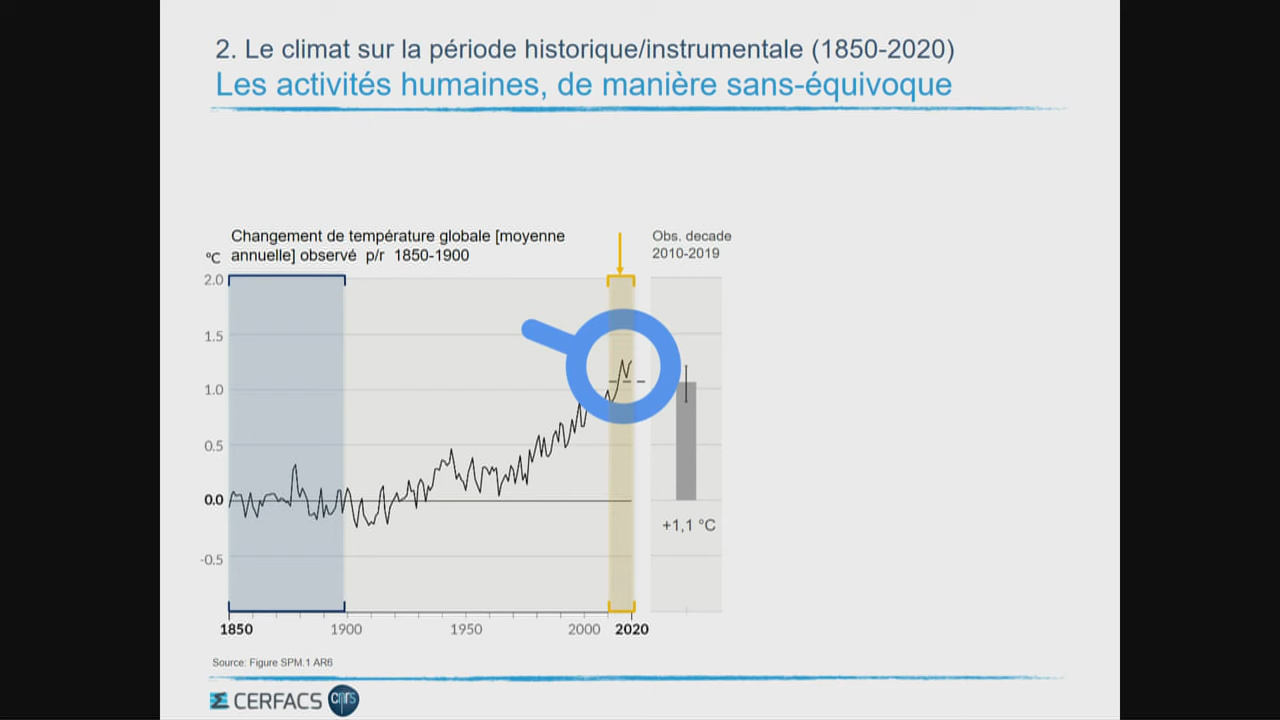 2. Le climat sur la période historique/instrumentale (1850-2020)
Les activités humaines, de manière sans-équivoque
Changement de température globale [moyenne
annuelle] observé p/r 1850-1900
°C
Obs. decade
2010-2019
2.0
1.5
1.0
0.5
0.0
-0.5
+1,1 °C
1850
1900
1950
2000
2020
Source: Figure SPM.1 AR6
CERFACS
cnrs